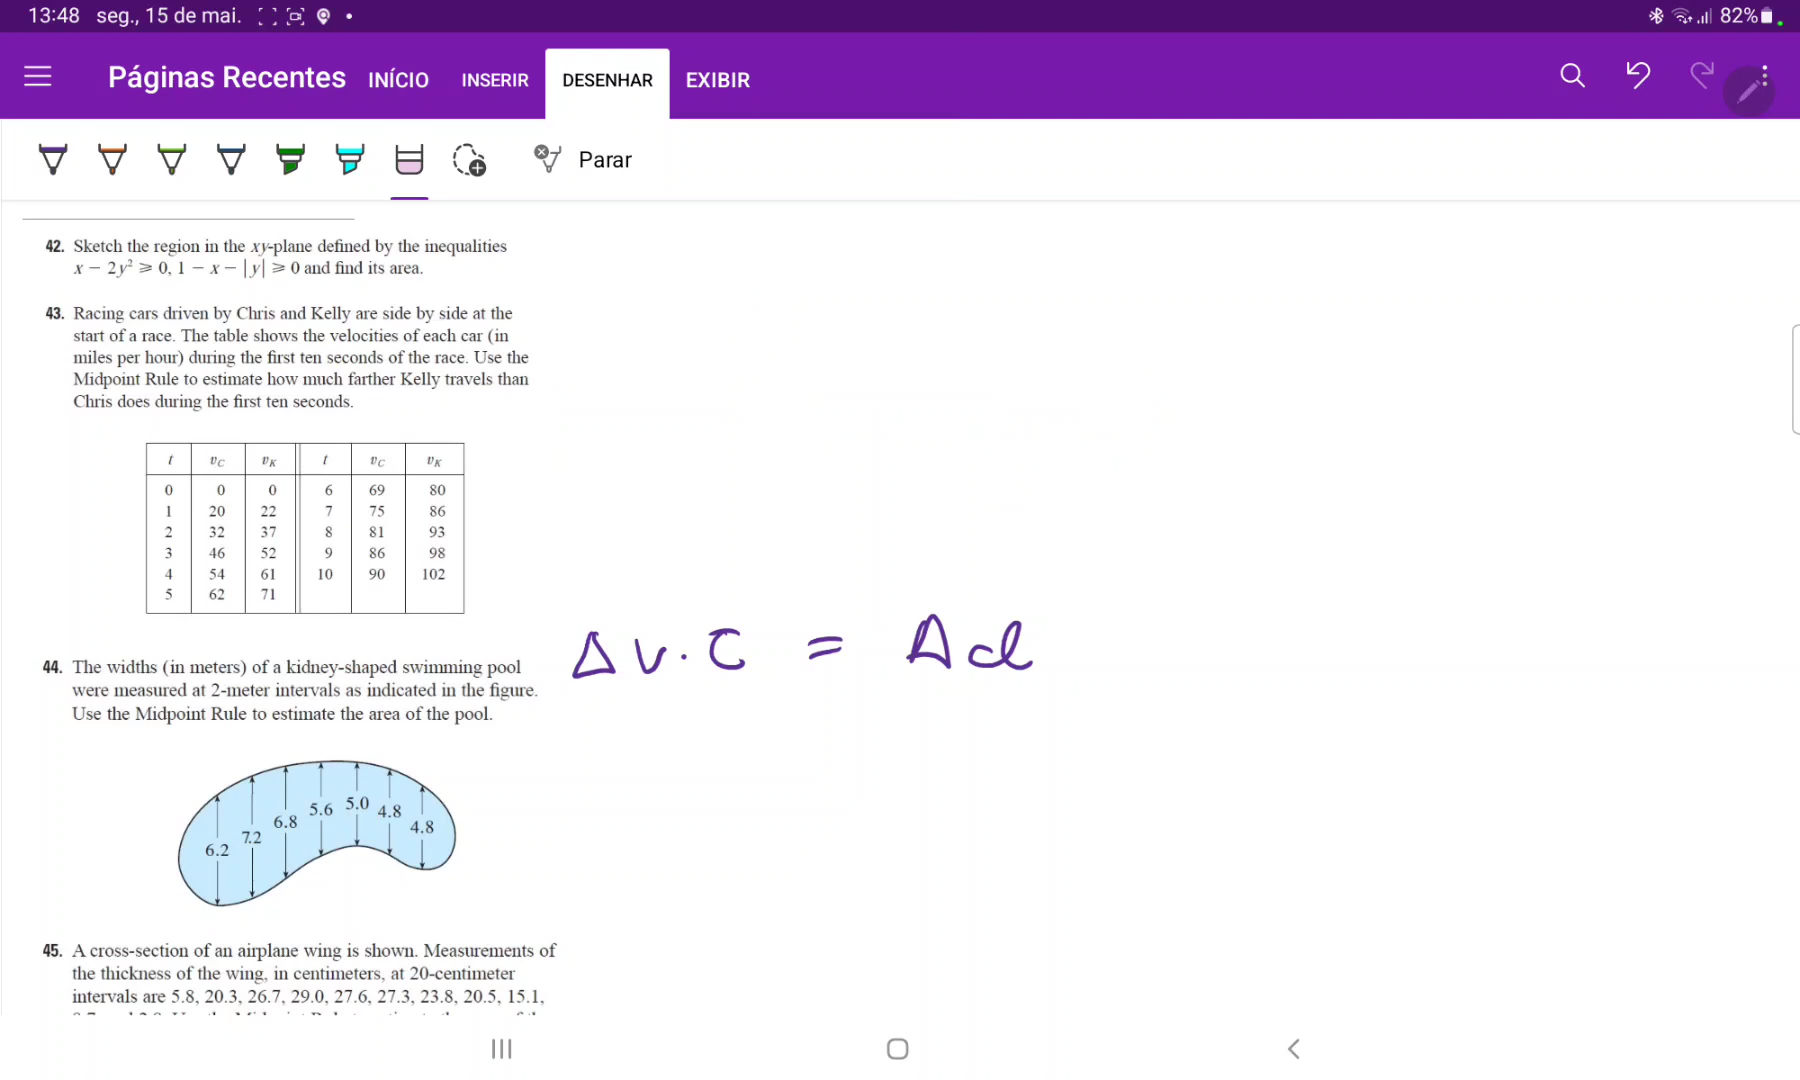 13:48 seg., 15 de mai. 82%
Páginas Recentes INÍCIO INSERIR DESENHAR EXIBIR
Parar
42. Sketch the region in the xy-plane defined by the inequalities
x − 2y² ⩾ 0, 1 − x − |y| ⩾ 0 and find its area.
43. Racing cars driven by Chris and Kelly are side by side at the
start of a race. The table shows the velocities of each car (in
miles per hour) during the first ten seconds of the race. Use the
Midpoint Rule to estimate how much farther Kelly travels than
Chris does during the first ten seconds.
t v_C v_K t v_C v_K
0 0 0 6 69 80
1 20 22 7 75 86
2 32 37 8 81 93
3 46 52 9 86 98
4 54 61 10 90 102
5 62 71
44. The widths (in meters) of a kidney-shaped swimming pool
were measured at 2-meter intervals as indicated in the figure.
Use the Midpoint Rule to estimate the area of the pool.
Δv · C = Δd
6.2 7.2 6.8 5.6 5.0 4.8 4.8
45. A cross-section of an airplane wing is shown. Measurements of
the thickness of the wing, in centimeters, at 20-centimeter
intervals are 5.8, 20.3, 26.7, 29.0, 27.6, 27.3, 23.8, 20.5, 15.1,